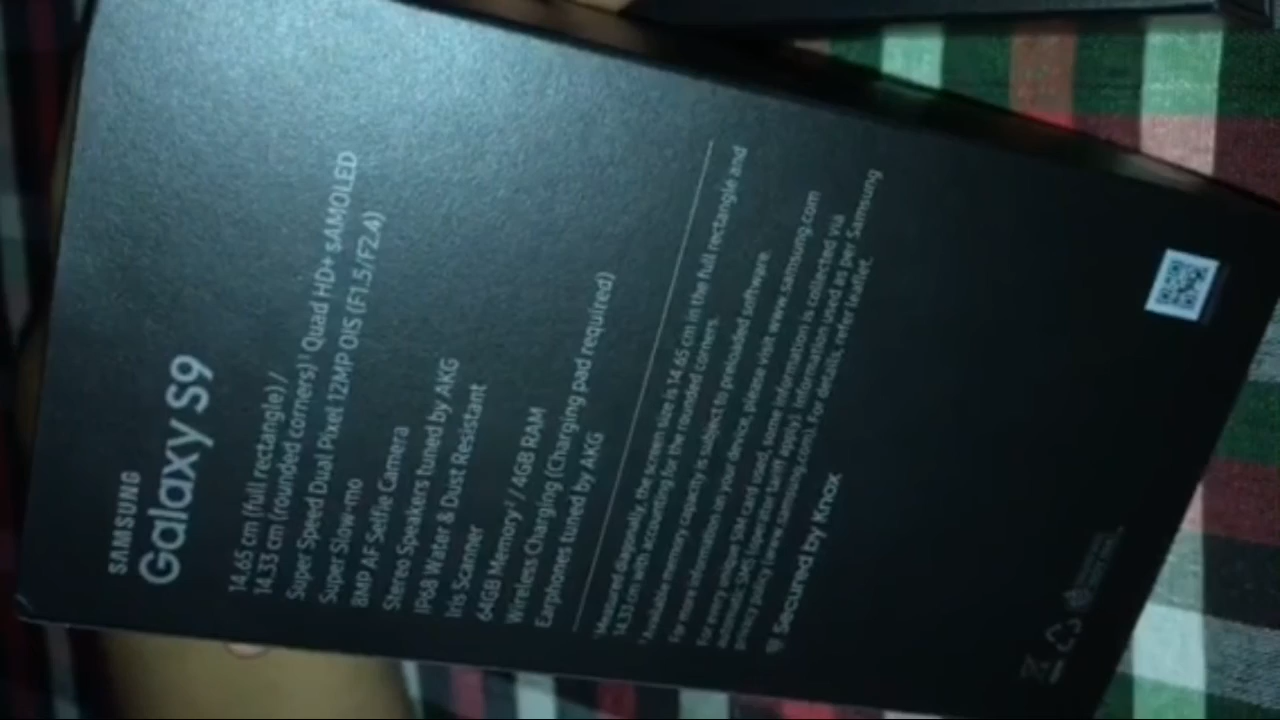 SAMSUNG
Galaxy S9
14.65 cm (full rectangle) /
14.33 cm (rounded corners)¹ Quad HD+ sAMOLED
Super Speed Dual Pixel 12MP OIS (F1.5/F2.4)
Super Slow-mo
8MP AF Selfie Camera
Stereo Speakers tuned by AKG
IP68 Water & Dust Resistant
Iris Scanner
64GB Memory² / 4GB RAM
Wireless Charging (Charging pad required)
Earphones tuned by AKG
¹Measured diagonally, the screen size is 14.65 cm in the full rectangle and
14.33 cm with accounting for the rounded corners.
²Available memory capacity is subject to preloaded software.
For more information on your device, please visit www.samsung.com
For every unique SIM card used, some information is collected via
automatic SMS (operator tariff apply). Information used as per Samsung
privacy policy (www.samsung.com). For details, refer leaflet.
Secured by Knox